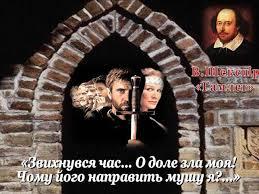 В. Шекспір
«Гамлет»
«Звихнувся час... О доле зла моя!
Чому його направить мушу я?...»